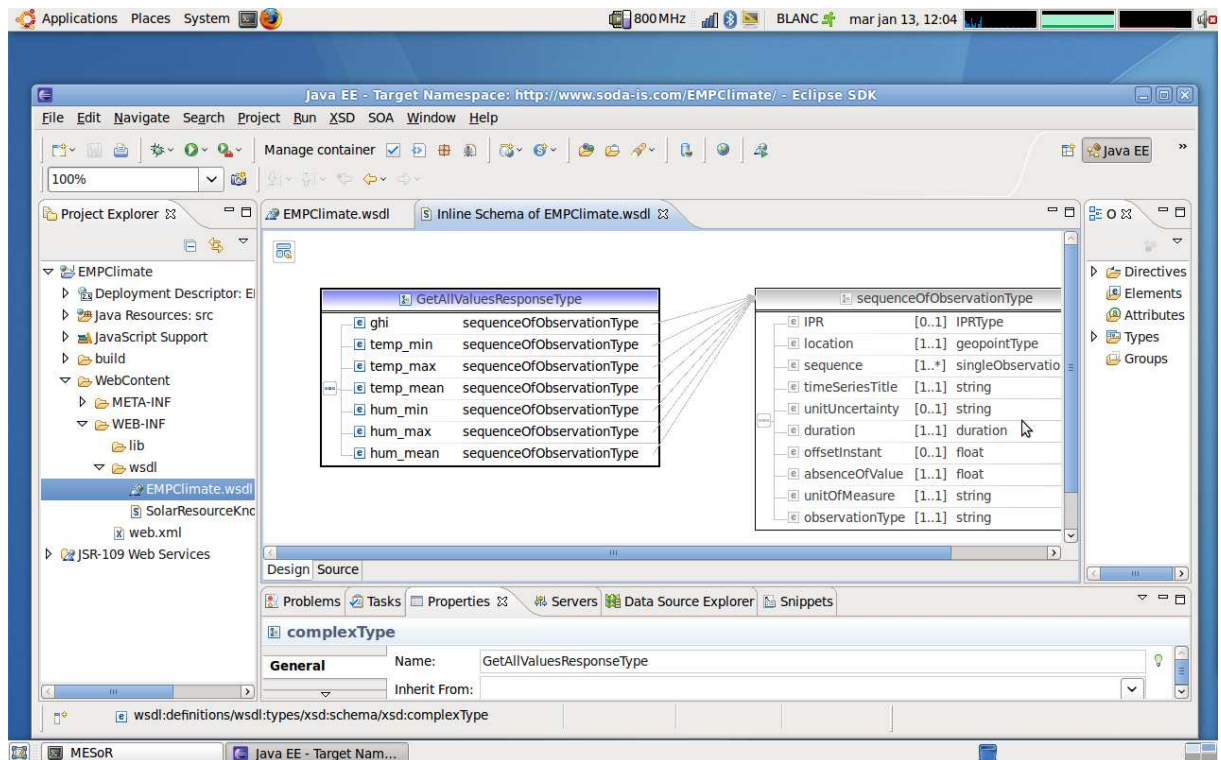 Applications Places System 800 MHz BLANC mar jan 13, 12:04
Java EE - Target Namespace: http://www.soda-is.com/EMPClimate/ - Eclipse SDK
File Edit Navigate Search Project Run XSD SOA Window Help
Manage container Java EE »
100%
Project Explorer EMPClimate.wsdl Inline Schema of EMPClimate.wsdl O
EMPClimate
Deployment Descriptor: E
Java Resources: src
JavaScript Support
build
WebContent
META-INF
WEB-INF
lib
wsdl
EMPClimate.wsdl
SolarResourceKno
web.xml
JSR-109 Web Services
GetAllValuesResponseType
ghi sequenceOfObservationType
temp_min sequenceOfObservationType
temp_max sequenceOfObservationType
temp_mean sequenceOfObservationType
hum_min sequenceOfObservationType
hum_max sequenceOfObservationType
hum_mean sequenceOfObservationType
sequenceOfObservationType
IPR [0..1] IPRType
location [1..1] geopointType
sequence [1..*] singleObservatio
timeSeriesTitle [1..1] string
unitUncertainty [0..1] string
duration [1..1] duration
offsetInstant [0..1] float
absenceOfValue [1..1] float
unitOfMeasure [1..1] string
observationType [1..1] string
Directives
Elements
Attributes
Types
Groups
Design Source
Problems Tasks Properties Servers Data Source Explorer Snippets
complexType
General Name: GetAllValuesResponseType
Inherit From:
wsdl:definitions/wsdl:types/xsd:schema/xsd:complexType
MESoR Java EE - Target Nam...